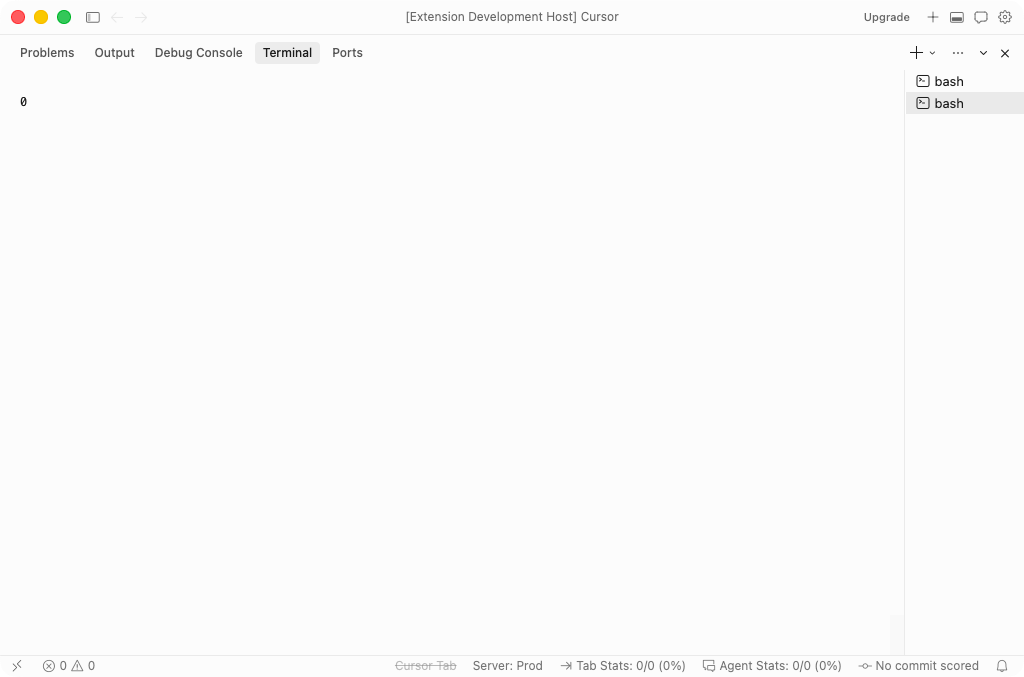 [Extension Development Host] Cursor
Upgrade
Problems Output Debug Console Terminal Ports
0
bash
bash
0 0 Cursor Tab Server: Prod Tab Stats: 0/0 (0%) Agent Stats: 0/0 (0%) No commit scored